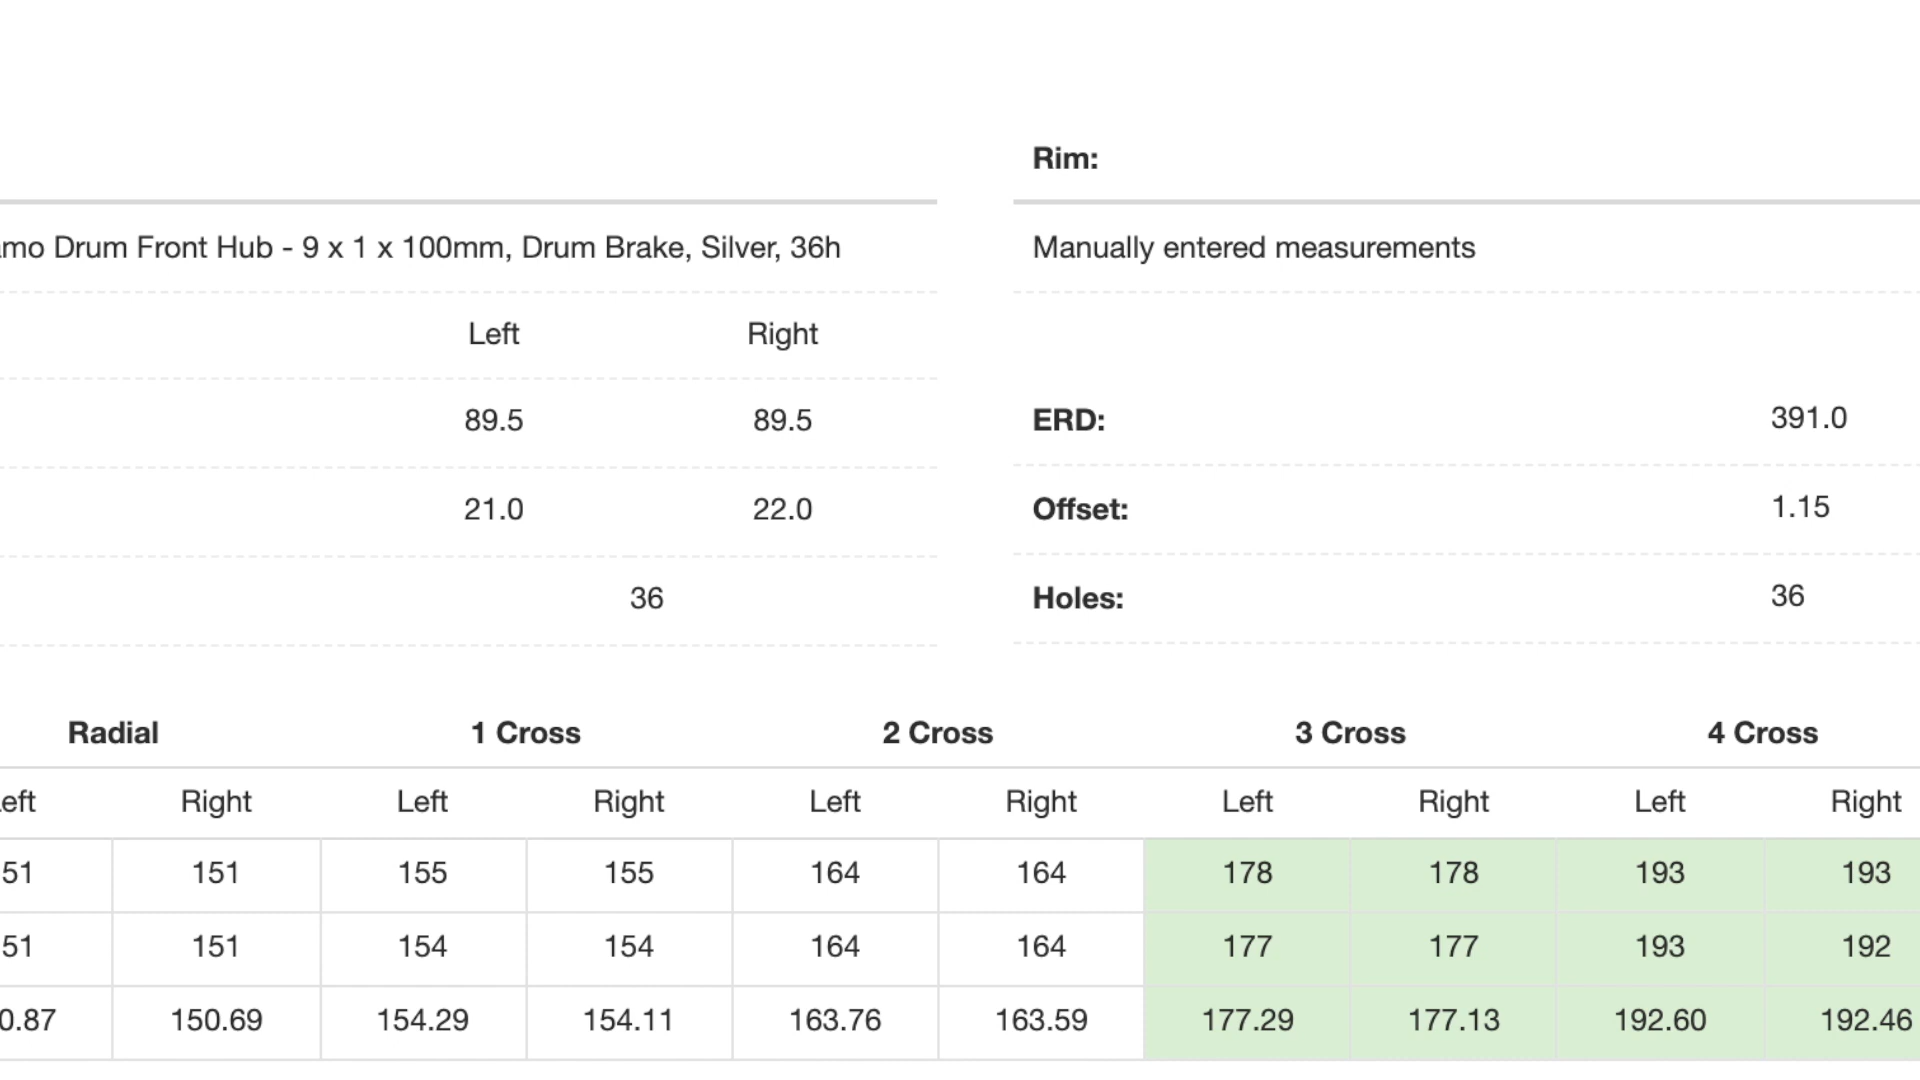 Rim:
Drum Front Hub - 9 x 1 x 100mm, Drum Brake, Silver, 36h
Manually entered measurements
Left Right
89.5 89.5
ERD: 391.0
21.0 22.0
Offset: 1.15
36
Holes: 36
Radial 1 Cross 2 Cross 3 Cross 4 Cross
Right Left Right Left Right Left Right Left Right
51 151 155 155 164 164 178 178 193 193
51 151 154 154 164 164 177 177 193 192
0.87 150.69 154.29 154.11 163.76 163.59 177.29 177.13 192.60 192.46